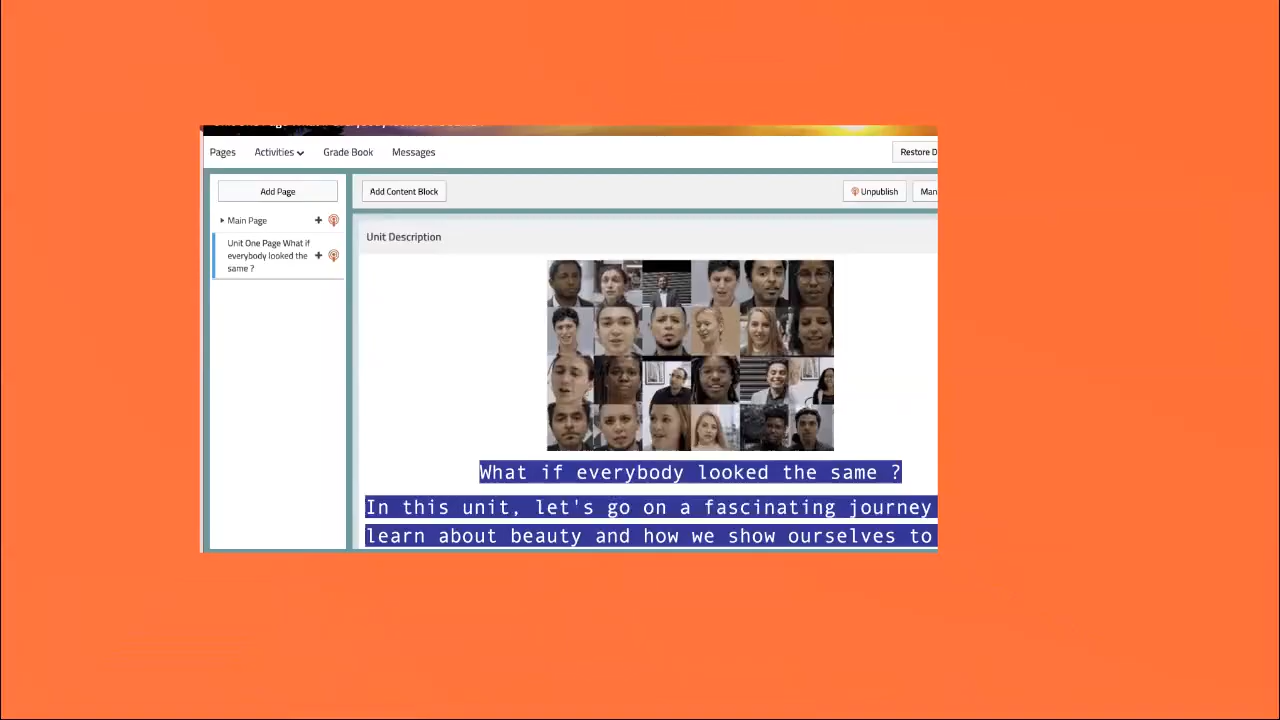 Pages Activities Grade Book Messages Restore D
Add Page
Main Page
Unit One Page What if
everybody looked the
same ?
Add Content Block Unpublish Man
Unit Description
What if everybody looked the same ?
In this unit, let's go on a fascinating journey
learn about beauty and how we show ourselves to